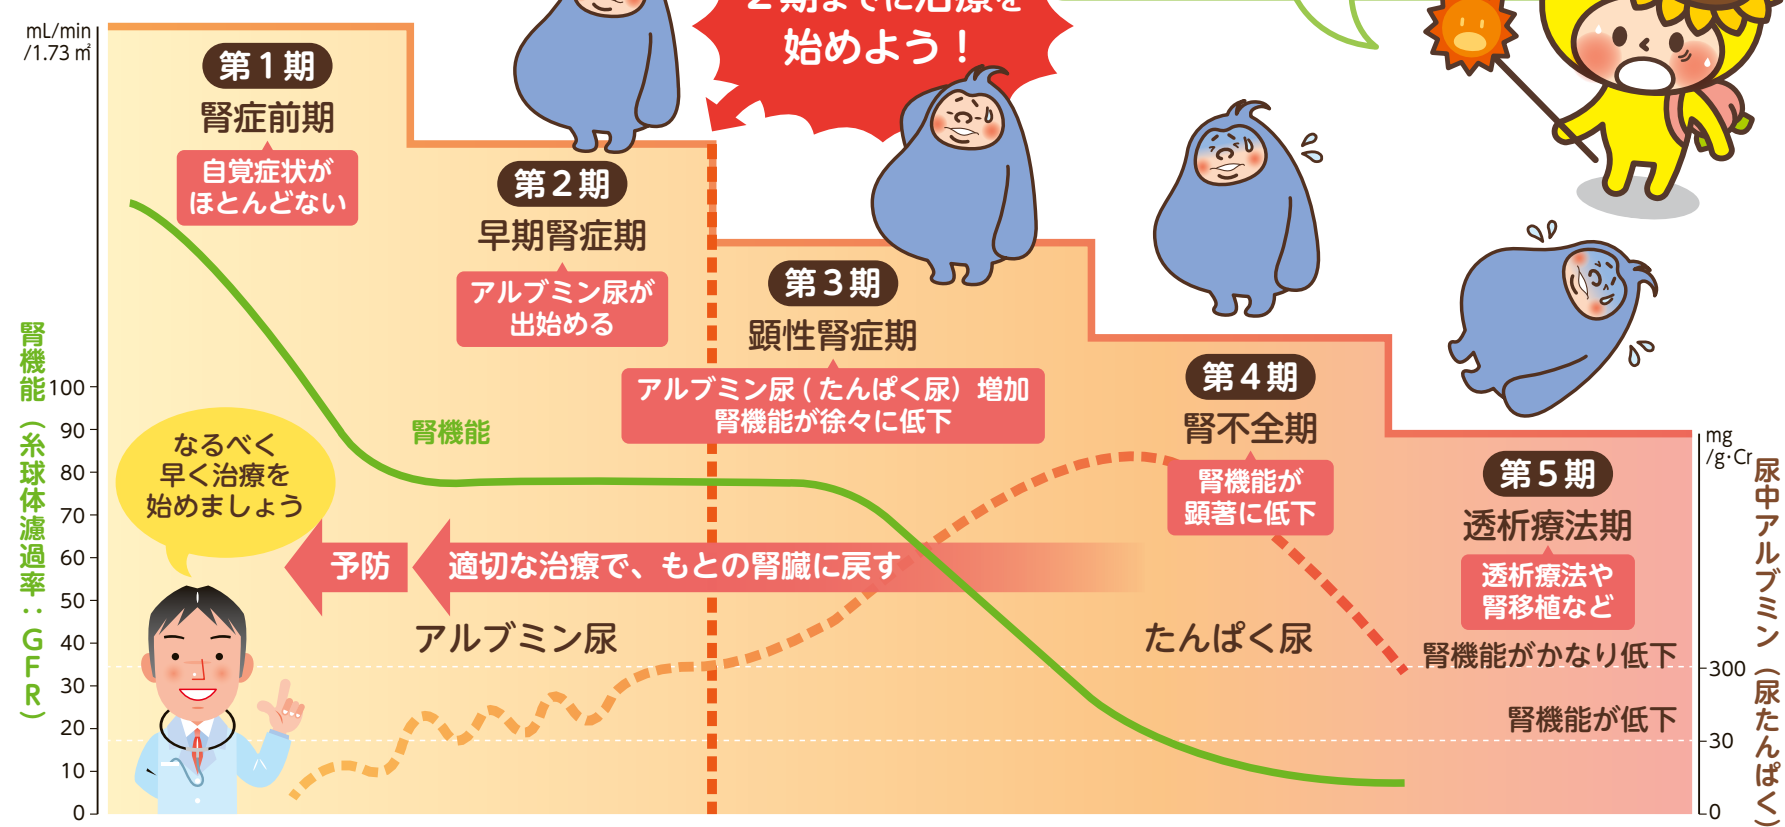 2期までに治療を
始めよう！
mL/min
/1.73㎡
第1期
腎症前期
自覚症状が
ほとんどない
第2期
早期腎症期
アルブミン尿が
出始める
第3期
顕性腎症期
アルブミン尿(たんぱく尿）増加
腎機能が徐々に低下
第4期
腎不全期
腎機能が
顕著に低下
第5期
透析療法期
透析療法や
腎移植など
腎機能がかなり低下
腎機能が低下
腎機能（糸球体濾過率：GFR）
100
90
80
70
60
50
40
30
20
10
0
腎機能
なるべく
早く治療を
始めましょう
予防
適切な治療で、もとの腎臓に戻す
アルブミン尿
たんぱく尿
mg
/g·Cr
300
30
0
尿中アルブミン（尿たんぱく）